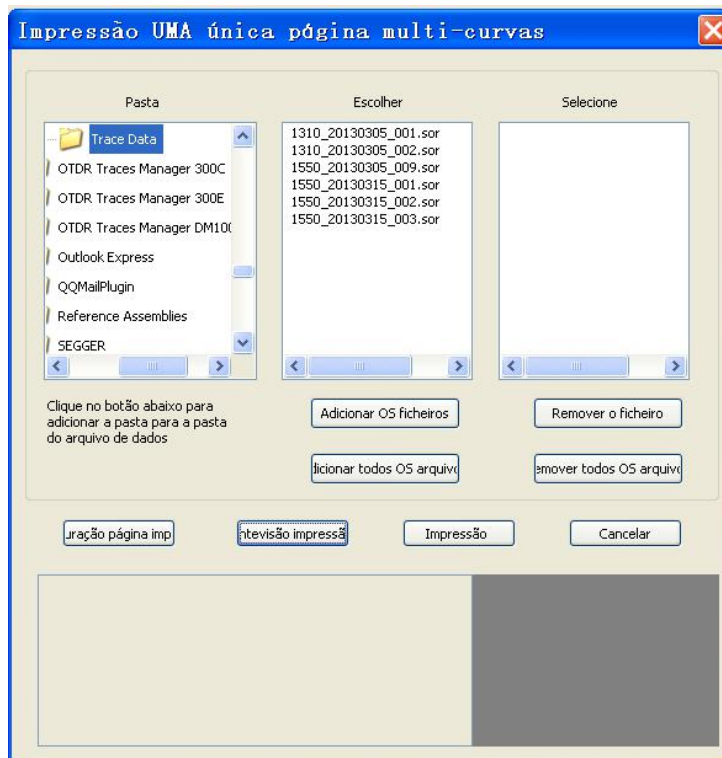 Impressão UMA única página multi-curvas
Pasta
Escolher
Selecione
Trace Data
OTDR Traces Manager 300C
OTDR Traces Manager 300E
OTDR Traces Manager DM100
Outlook Express
QQMailPlugin
Reference Assemblies
SEGGER
1310_20130305_001.sor
1310_20130305_002.sor
1550_20130305_009.sor
1550_20130315_001.sor
1550_20130315_002.sor
1550_20130315_003.sor
Clique no botão abaixo para
adicionar a pasta para a pasta
do arquivo de dados
Adicionar OS ficheiros
Remover o ficheiro
dicionar todos OS arquivo
emover todos OS arquivo
uração página imp
ntevisão impressã
Impressão
Cancelar